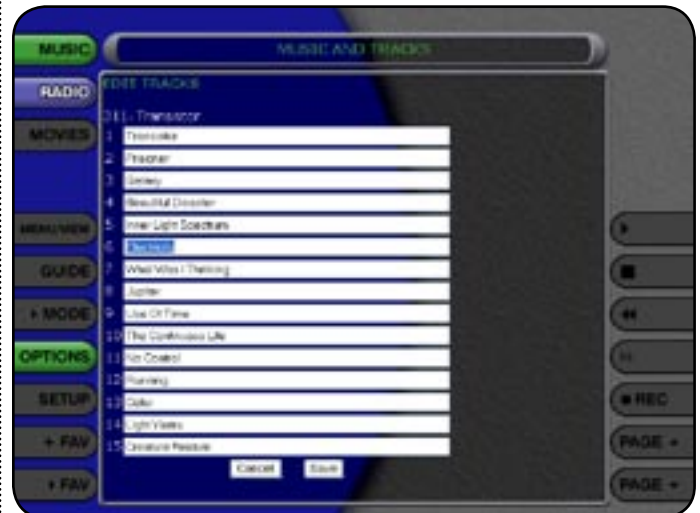 MUSIC
MUSIC AND TRACKS
RADIO
EDIT TRACKS
MOVIES
311 - Transistor
1 Transistor
2 Prisoner
3 Galaxy
4 Beautiful Disaster
5 Inner Light Spectrum
MENU/VIEW
6
GUIDE
7 What Was I Thinking
8 Jupiter
MODE
9 Use Of Time
10 The Continuous Life
OPTIONS
11 No Control
12 Running
SETUP
13 Color
REC
14 Light Years
+ FAV
15 Creature Feature
PAGE +
Cancel Save
FAV
PAGE